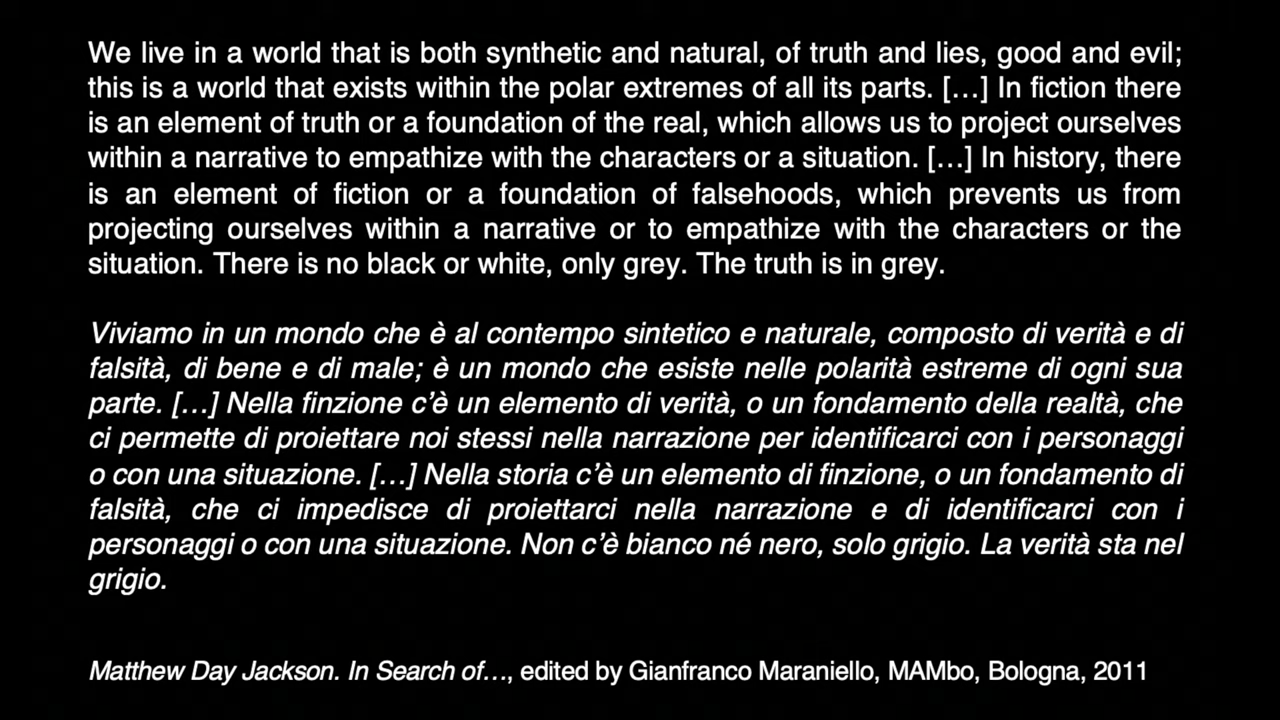 We live in a world that is both synthetic and natural, of truth and lies, good and evil;
this is a world that exists within the polar extremes of all its parts. […] In fiction there
is an element of truth or a foundation of the real, which allows us to project ourselves
within a narrative to empathize with the characters or a situation. […] In history, there
is an element of fiction or a foundation of falsehoods, which prevents us from
projecting ourselves within a narrative or to empathize with the characters or the
situation. There is no black or white, only grey. The truth is in grey.
Viviamo in un mondo che è al contempo sintetico e naturale, composto di verità e di
falsità, di bene e di male; è un mondo che esiste nelle polarità estreme di ogni sua
parte. […] Nella finzione c’è un elemento di verità, o un fondamento della realtà, che
ci permette di proiettare noi stessi nella narrazione per identificarci con i personaggi
o con una situazione. […] Nella storia c’è un elemento di finzione, o un fondamento di
falsità, che ci impedisce di proiettarci nella narrazione e di identificarci con i
personaggi o con una situazione. Non c’è bianco né nero, solo grigio. La verità sta nel
grigio.
Matthew Day Jackson. In Search of…, edited by Gianfranco Maraniello, MAMbo, Bologna, 2011